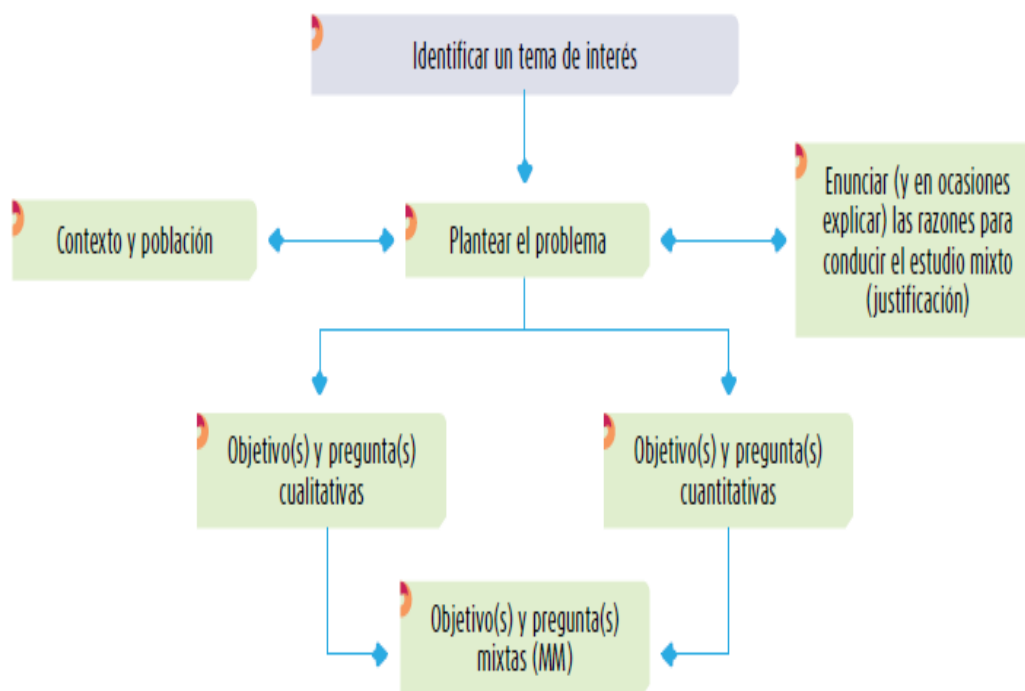 Identificar un tema de interés
Contexto y población
Plantear el problema
Enunciar (y en ocasiones
explicar) las razones para
conducir el estudio mixto
(justificación)
Objetivo(s) y pregunta(s)
cualitativas
Objetivo(s) y pregunta(s)
cuantitativas
Objetivo(s) y pregunta(s)
mixtas (MM)